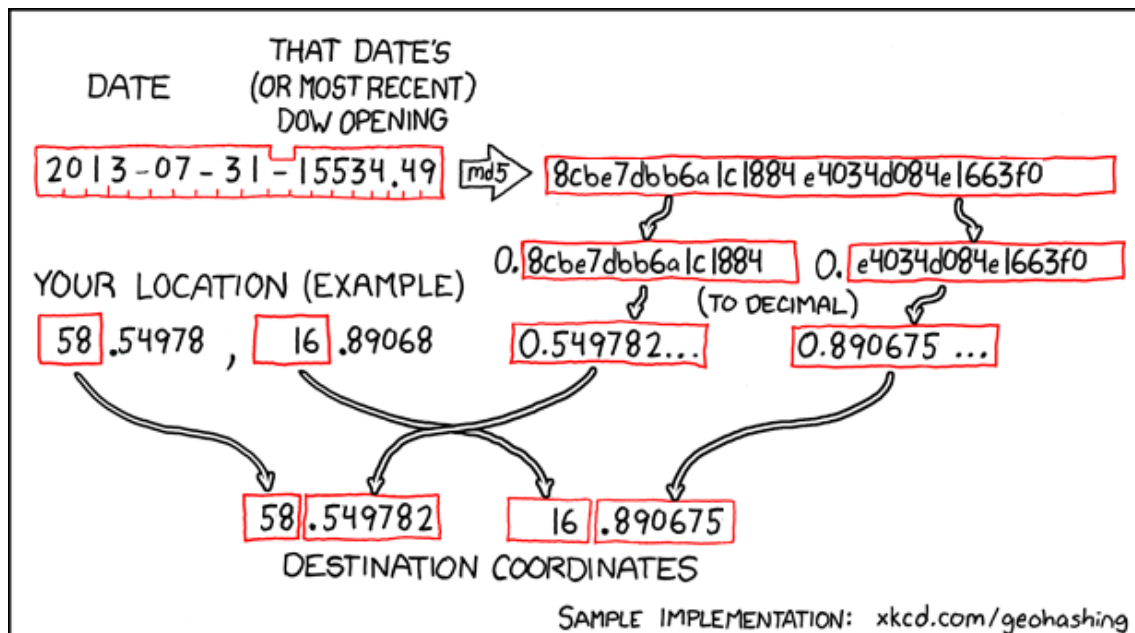 DATE
THAT DATE'S
(OR MOST RECENT)
DOW OPENING
2013-07-31-15534.49
md5
8cbe7dbb6a1c1884e4034d084e1663f0
0.8cbe7dbb6a1c1884
0.e4034d084e1663f0
YOUR LOCATION (EXAMPLE)
(TO DECIMAL)
58.54978, 16.89068
0.549782...
0.890675 ...
58.549782
16.890675
DESTINATION COORDINATES
SAMPLE IMPLEMENTATION: xkcd.com/geohashing